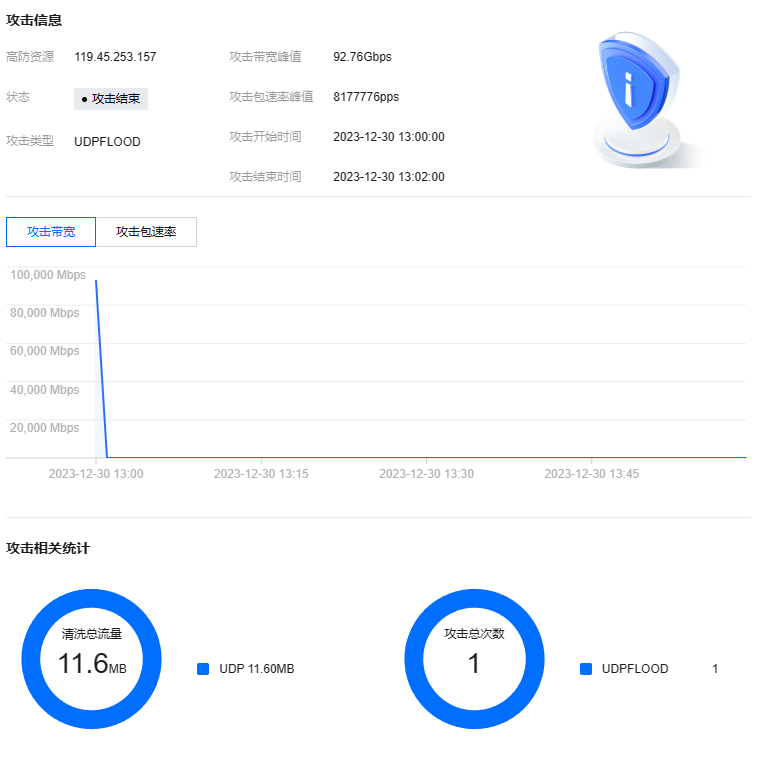 攻击信息
高防资源 119.45.253.157 攻击带宽峰值 92.76Gbps
状态 攻击结束 攻击包速率峰值 8177776pps
攻击类型 UDPFLOOD 攻击开始时间 2023-12-30 13:00:00
攻击结束时间 2023-12-30 13:02:00
攻击带宽 攻击包速率
100,000 Mbps
80,000 Mbps
60,000 Mbps
40,000 Mbps
20,000 Mbps
2023-12-30 13:00 2023-12-30 13:15 2023-12-30 13:30 2023-12-30 13:45
攻击相关统计
清洗总流量
11.6MB
UDP 11.60MB
攻击总次数
1
UDPFLOOD 1